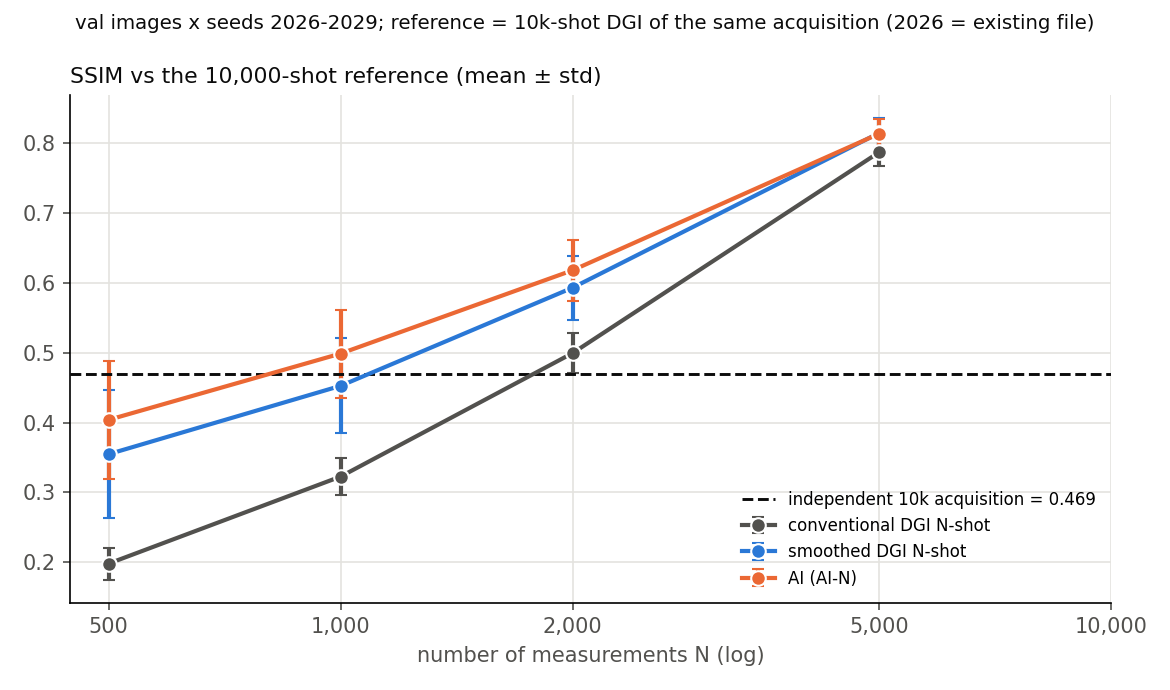 val images x seeds 2026-2029; reference = 10k-shot DGI of the same acquisition (2026 = existing file)
SSIM vs the 10,000-shot reference (mean ± std)
0.8
0.7
0.6
0.5
0.4
0.3
0.2
independent 10k acquisition = 0.469
conventional DGI N-shot
smoothed DGI N-shot
AI (AI-N)
500
1,000
2,000
5,000
10,000
number of measurements N (log)